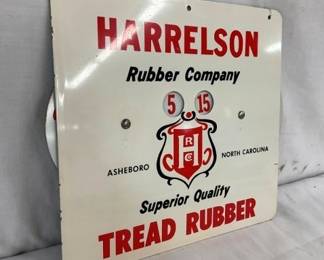 HARRELSON
Rubber Company
5 15
H
R
C
ASHEBORO NORTH CAROLINA
Superior Quality
TREAD RUBBER